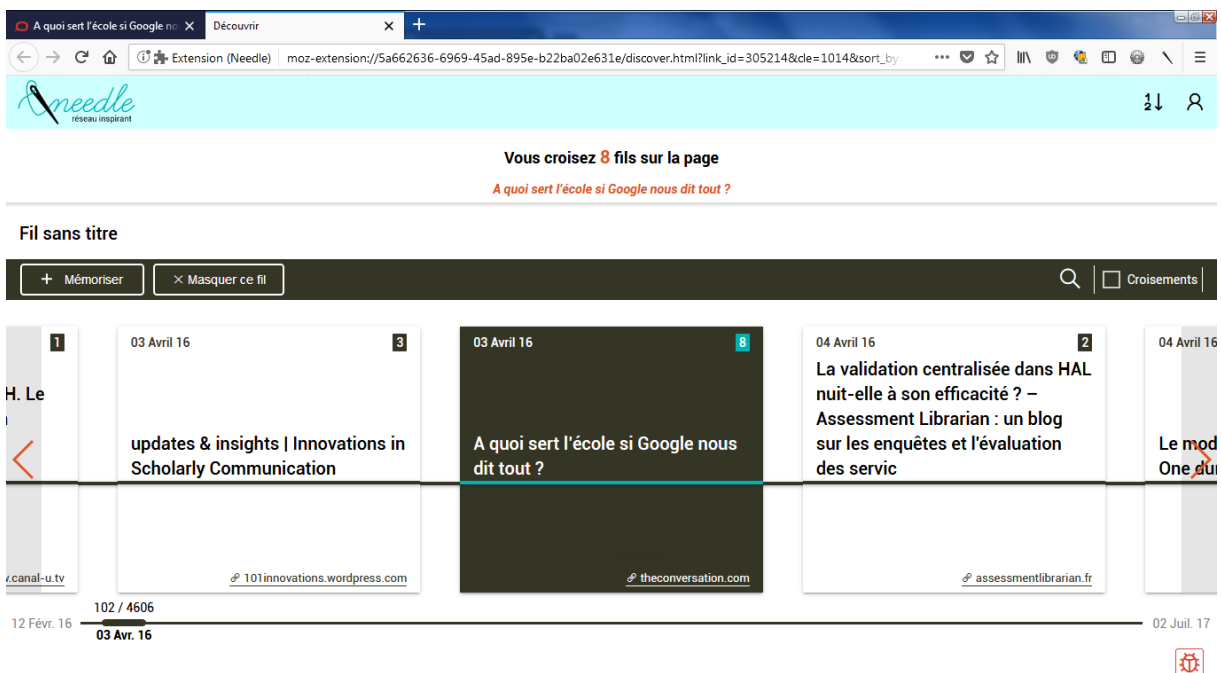 A quoi sert l'école si Google no
Découvrir
Extension (Needle)
moz-extension://5a662636-6969-45ad-895e-b22ba02e631e/discover.html?link_id=305214&cle=1014&sort_by
needle
réseau inspirant
Vous croisez 8 fils sur la page
A quoi sert l'école si Google nous dit tout ?
Fil sans titre
+ Mémoriser
× Masquer ce fil
Croisements
1
H. Le
v.canal-u.tv
03 Avril 16
3
updates & insights | Innovations in
Scholarly Communication
101innovations.wordpress.com
03 Avril 16
8
A quoi sert l'école si Google nous
dit tout ?
theconversation.com
04 Avril 16
2
La validation centralisée dans HAL
nuit-elle à son efficacité ? –
Assessment Librarian : un blog
sur les enquêtes et l'évaluation
des servic
assessmentlibrarian.fr
04 Avril 16
Le mod
One dur
102 / 4606
12 Févr. 16
03 Avr. 16
02 Juil. 17